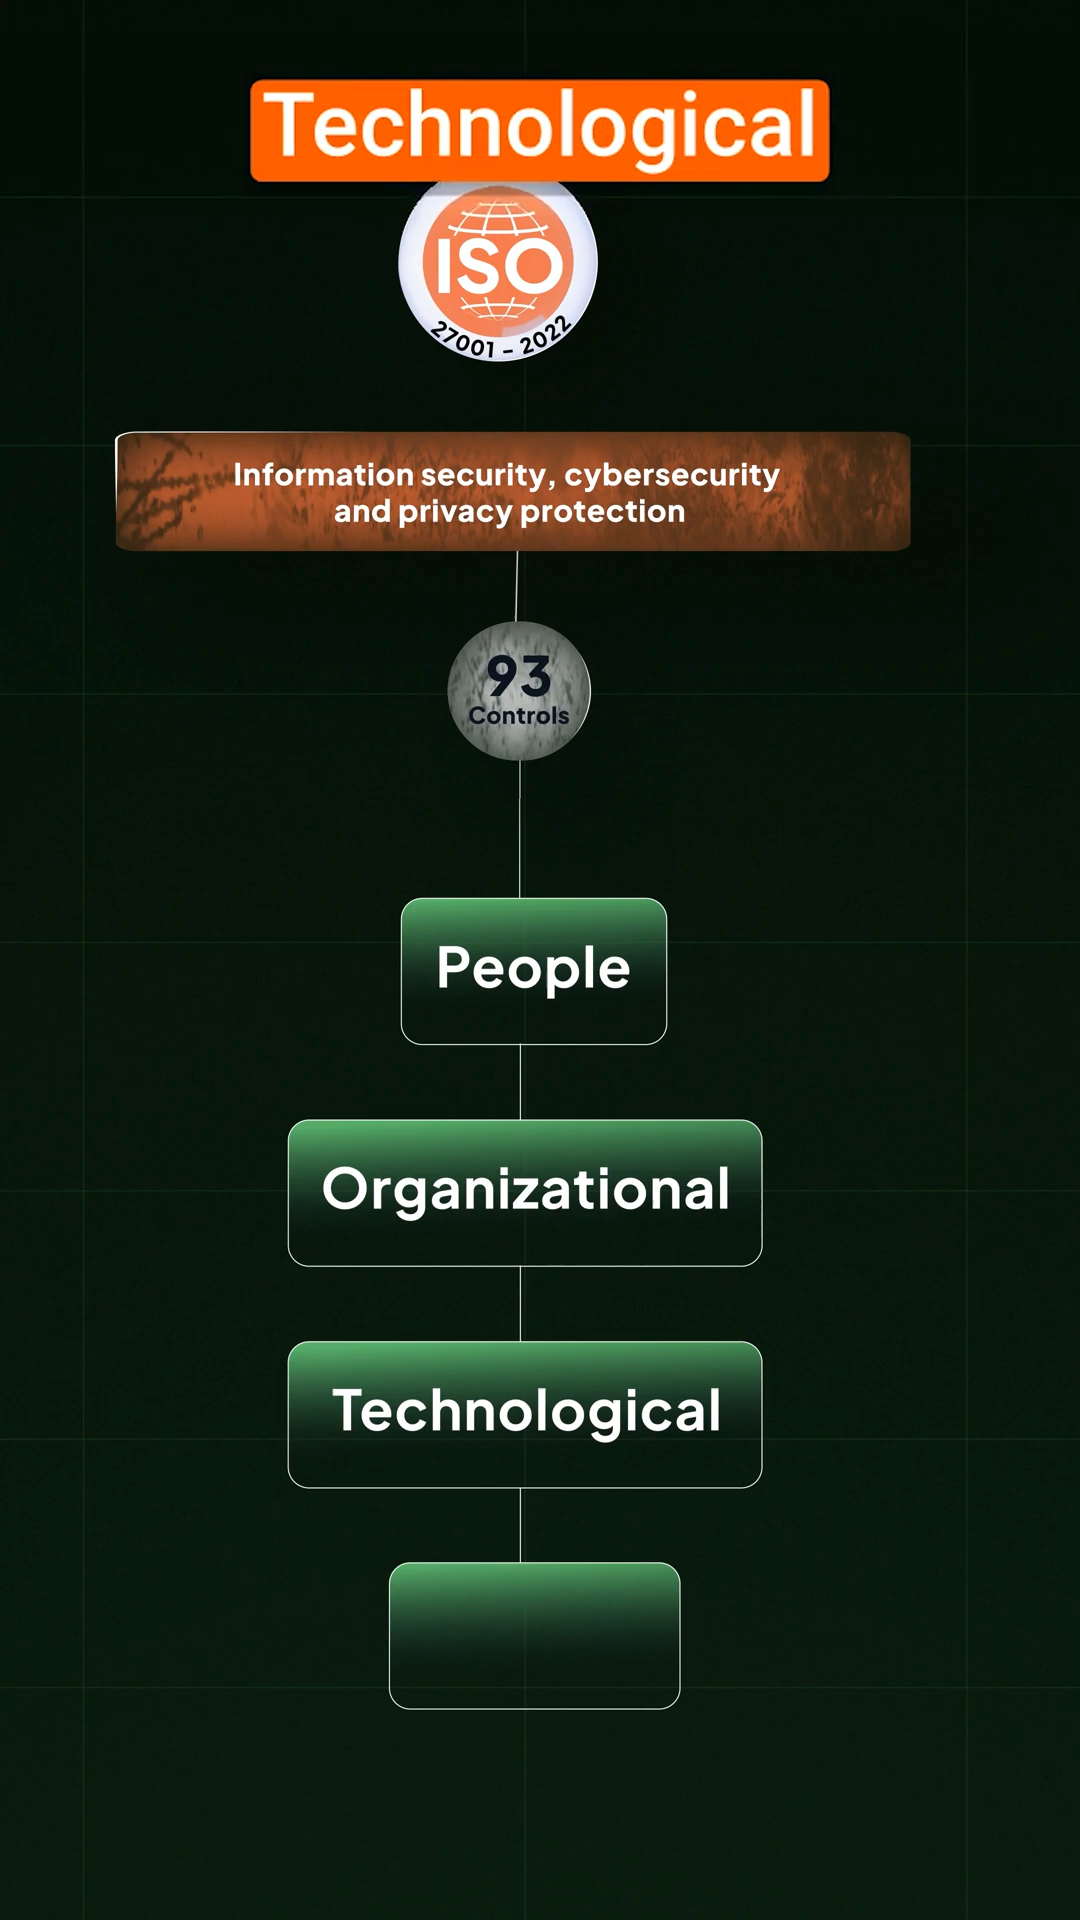 Technological
ISO
27001 - 2022
Information security, cybersecurity
and privacy protection
93
Controls
People
Organizational
Technological